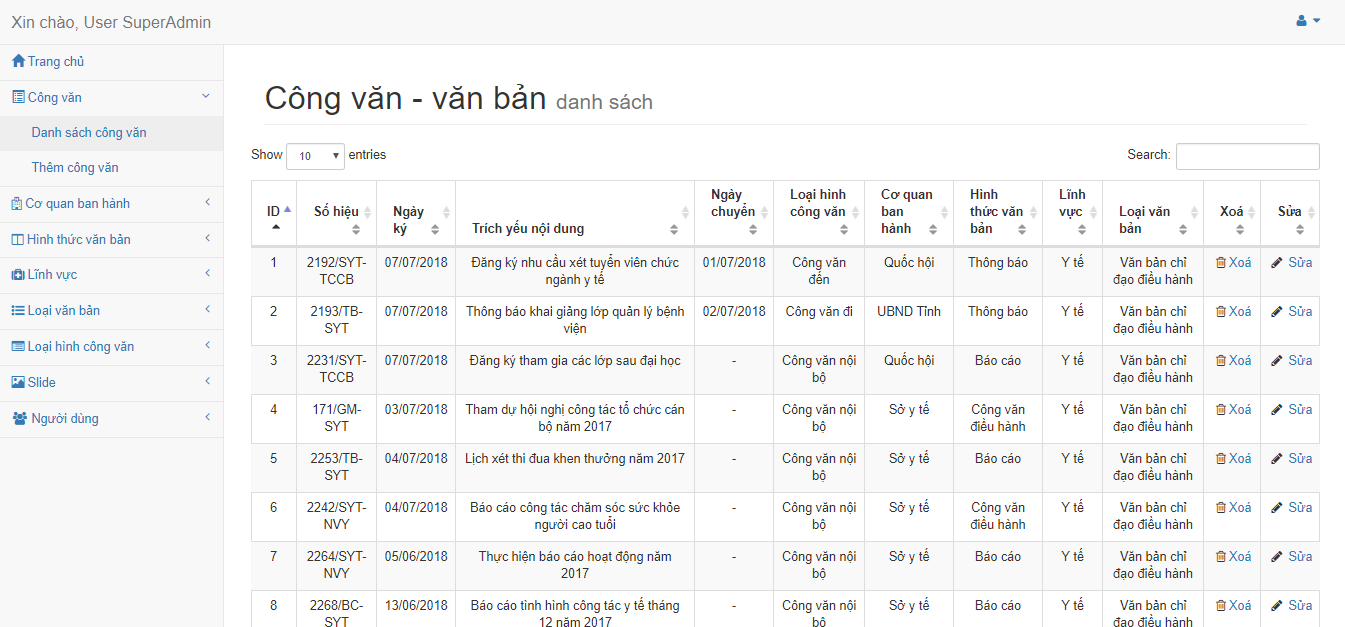 Xin chào, User SuperAdmin
Trang chủ
Công văn
Danh sách công văn
Thêm công văn
Cơ quan ban hành
Hình thức văn bản
Lĩnh vực
Loại văn bản
Loại hình công văn
Slide
Người dùng
Công văn - văn bản danh sách
Show 10 entries Search:
ID Số hiệu Ngày ký Trích yếu nội dung Ngày chuyển Loại hình công văn Cơ quan ban hành Hình thức văn bản Lĩnh vực Loại văn bản Xoá Sửa
1 2192/SYT-TCCB 07/07/2018 Đăng ký nhu cầu xét tuyển viên chức ngành y tế 01/07/2018 Công văn đến Quốc hội Thông báo Y tế Văn bản chỉ đạo điều hành Xoá Sửa
2 2193/TB-SYT 07/07/2018 Thông báo khai giảng lớp quản lý bệnh viện 02/07/2018 Công văn đi UBND Tỉnh Thông báo Y tế Văn bản chỉ đạo điều hành Xoá Sửa
3 2231/SYT-TCCB 07/07/2018 Đăng ký tham gia các lớp sau đại học - Công văn nội bộ Quốc hội Báo cáo Y tế Văn bản chỉ đạo điều hành Xoá Sửa
4 171/GM-SYT 03/07/2018 Tham dự hội nghị công tác tổ chức cán bộ năm 2017 - Công văn nội bộ Sở y tế Công văn điều hành Y tế Văn bản chỉ đạo điều hành Xoá Sửa
5 2253/TB-SYT 04/07/2018 Lịch xét thi đua khen thưởng năm 2017 - Công văn nội bộ Sở y tế Báo cáo Y tế Văn bản chỉ đạo điều hành Xoá Sửa
6 2242/SYT-NVY 04/07/2018 Báo cáo công tác chăm sóc sức khỏe người cao tuổi - Công văn nội bộ Sở y tế Công văn điều hành Y tế Văn bản chỉ đạo điều hành Xoá Sửa
7 2264/SYT-NVY 05/06/2018 Thực hiện báo cáo hoạt động năm 2017 - Công văn nội bộ Sở y tế Báo cáo Y tế Văn bản chỉ đạo điều hành Xoá Sửa
8 2268/BC-SYT 13/06/2018 Báo cáo tình hình công tác y tế tháng 12 năm 2017 - Công văn nội bộ Sở y tế Báo cáo Y tế Văn bản chỉ đạo điều hành Xoá Sửa